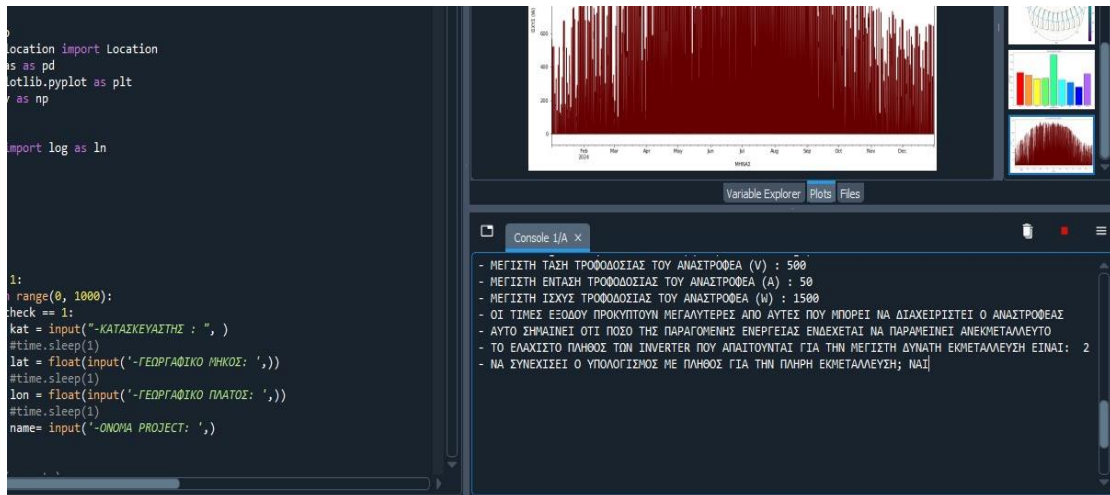 location import Location
as as pd
otlib.pyplot as plt
y as np
import log as ln
1:
n range(0, 1000):
check == 1:
kat = input("-ΚΑΤΑΣΚΕΥΑΣΤΗΣ : ", )
#time.sleep(1)
lat = float(input('-ΓΕΩΡΓΑΦΙΚΟ ΜΗΚΟΣ: ',))
#time.sleep(1)
lon = float(input('-ΓΕΩΡΓΑΦΙΚΟ ΠΛΑΤΟΣ: ',))
#time.sleep(1)
name= input('-ΟΝΟΜΑ PROJECT: ',)
600
400
200
0
Feb Mar Apr May Jun Jul Aug Sep Oct Nov Dec
2024
ΜΗΝΑΣ
Variable Explorer Plots Files
Console 1/A ×
- ΜΕΓΙΣΤΗ ΤΑΣΗ ΤΡΟΦΟΔΟΣΙΑΣ ΤΟΥ ΑΝΑΣΤΡΟΦΕΑ (V) : 500
- ΜΕΓΙΣΤΗ ΕΝΤΑΣΗ ΤΡΟΦΟΔΟΣΙΑΣ ΤΟΥ ΑΝΑΣΤΡΟΦΕΑ (A) : 50
- ΜΕΓΙΣΤΗ ΙΣΧΥΣ ΤΡΟΦΟΔΟΣΙΑΣ ΤΟΥ ΑΝΑΣΤΡΟΦΕΑ (W) : 1500
- ΟΙ ΤΙΜΕΣ ΕΞΟΔΟΥ ΠΡΟΚΥΠΤΟΥΝ ΜΕΓΑΛΥΤΕΡΕΣ ΑΠΟ ΑΥΤΕΣ ΠΟΥ ΜΠΟΡΕΙ ΝΑ ΔΙΑΧΕΙΡΙΣΤΕΙ Ο ΑΝΑΣΤΡΟΦΕΑΣ
- ΑΥΤΟ ΣΗΜΑΙΝΕΙ ΟΤΙ ΠΟΣΟ ΤΗΣ ΠΑΡΑΓΟΜΕΝΗΣ ΕΝΕΡΓΕΙΑΣ ΕΝΔΕΧΕΤΑΙ ΝΑ ΠΑΡΑΜΕΙΝΕΙ ΑΝΕΚΜΕΤΑΛΛΕΥΤΟ
- ΤΟ ΕΛΑΧΙΣΤΟ ΠΛΗΘΟΣ ΤΩΝ INVERTER ΠΟΥ ΑΠΑΙΤΟΥΝΤΑΙ ΓΙΑ ΤΗΝ ΜΕΓΙΣΤΗ ΔΥΝΑΤΗ ΕΚΜΕΤΑΛΛΕΥΣΗ ΕΙΝΑΙ: 2
- ΝΑ ΣΥΝΕΧΙΣΕΙ Ο ΥΠΟΛΟΓΙΣΜΟΣ ΜΕ ΠΛΗΘΟΣ ΓΙΑ ΤΗΝ ΠΛΗΡΗ ΕΚΜΕΤΑΛΛΕΥΣΗ; ΝΑΙ